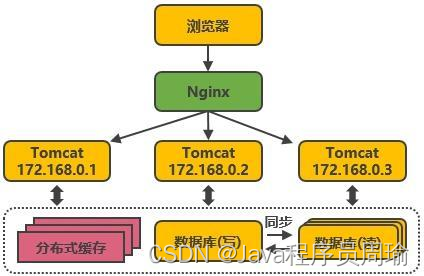 浏览器
Nginx
Tomcat
172.168.0.1
Tomcat
172.168.0.2
Tomcat
172.168.0.3
分布式缓存
数据库(写)
同步
数据库(读)
CSDN @Java程序员周瑜